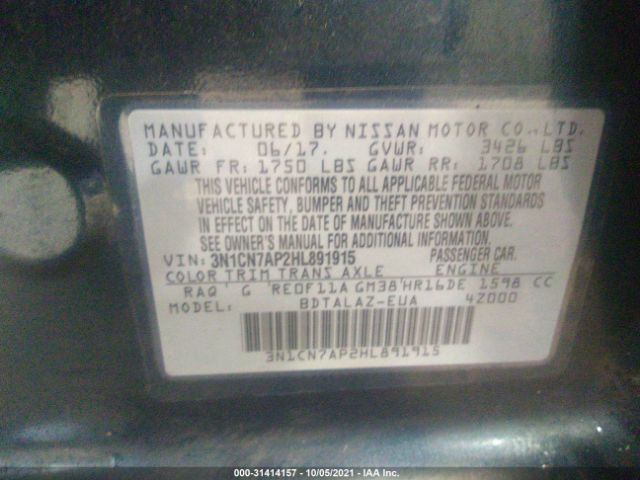 MANUFACTURED BY NISSAN MOTOR CO., LTD.
DATE: 06/17. GVWR: 3426 LBS
GAWR FR: 1750 LBS GAWR RR: 1708 LBS
THIS VEHICLE CONFORMS TO ALL APPLICABLE FEDERAL MOTOR
VEHICLE SAFETY, BUMPER AND THEFT PREVENTION STANDARDS
IN EFFECT ON THE DATE OF MANUFACTURE SHOWN ABOVE.
SEE OWNER'S MANUAL FOR ADDITIONAL INFORMATION.
VIN: 3N1CN7AP2HL891915 PASSENGER CAR.
COLOR TRIM TRANS AXLE ENGINE
RAQ G RE0F11A GM38 HR16DE 1598 CC
MODEL: BDTALAZ-EUA 4Z000
3N1CN7AP2HL891915
000-31414157 - 10/05/2021 - IAA Inc.